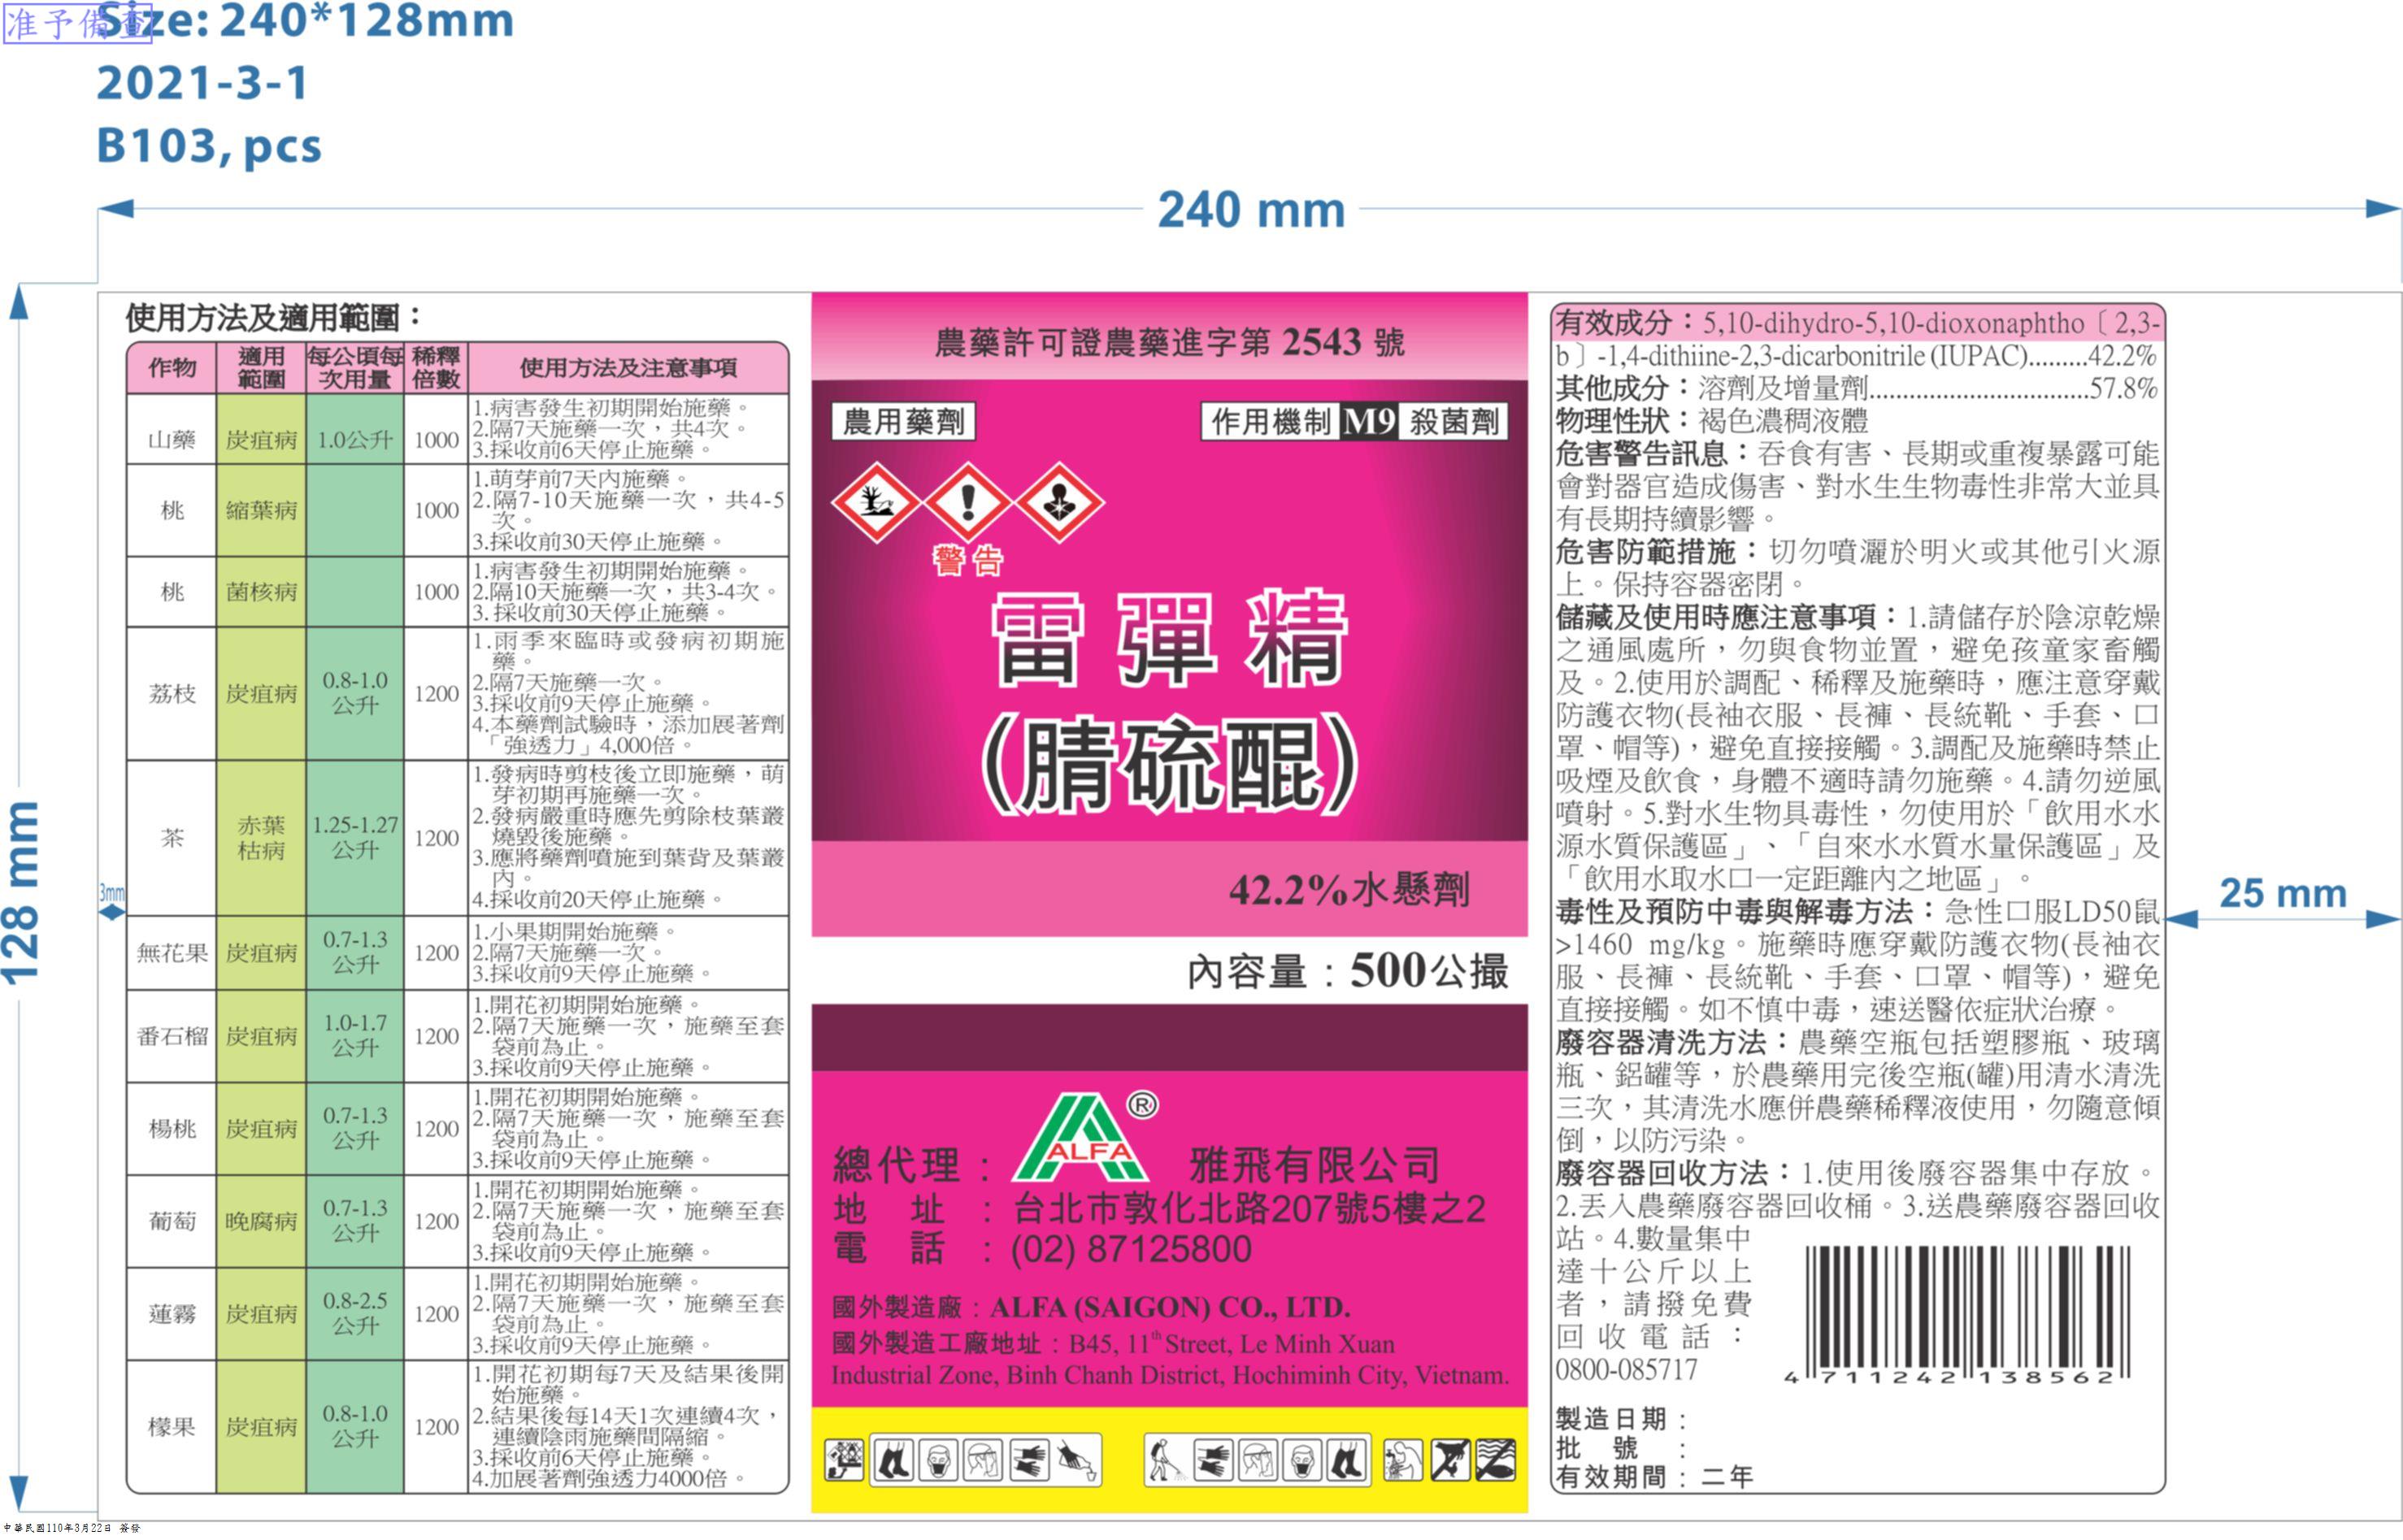 准予備查
Size: 240*128mm
2021-3-1
B103, pcs
240 mm
128 mm
3mm
25 mm
使用方法及適用範圍：
作物 適用範圍 每公頃每次用量 稀釋倍數 使用方法及注意事項
山藥 炭疽病 1.0公升 1000
1.病害發生初期開始施藥。
2.隔7天施藥一次，共4次。
3.採收前6天停止施藥。
桃 縮葉病 1000
1.萌芽前7天內施藥。
2.隔7-10天施藥一次，共4-5
次。
3.採收前30天停止施藥。
桃 菌核病 1000
1.病害發生初期開始施藥。
2.隔10天施藥一次，共3-4次。
3.採收前30天停止施藥。
荔枝 炭疽病 0.8-1.0公升 1200
1.雨季來臨時或發病初期施
藥。
2.隔7天施藥一次。
3.採收前9天停止施藥。
4.本藥劑試驗時，添加展著劑
「強透力」4,000倍。
茶 赤葉枯病 1.25-1.27公升 1200
1.發病時剪枝後立即施藥，萌
芽初期再施藥一次。
2.發病嚴重時應先剪除枝葉叢
燒毀後施藥。
3.應將藥劑噴施到葉背及葉叢
內。
4.採收前20天停止施藥。
無花果 炭疽病 0.7-1.3公升 1200
1.小果期開始施藥。
2.隔7天施藥一次。
3.採收前9天停止施藥。
番石榴 炭疽病 1.0-1.7公升 1200
1.開花初期開始施藥。
2.隔7天施藥一次，施藥至套
袋前為止。
3.採收前9天停止施藥。
楊桃 炭疽病 0.7-1.3公升 1200
1.開花初期開始施藥。
2.隔7天施藥一次，施藥至套
袋前為止。
3.採收前9天停止施藥。
葡萄 晚腐病 0.7-1.3公升 1200
1.開花初期開始施藥。
2.隔7天施藥一次，施藥至套
袋前為止。
3.採收前9天停止施藥。
蓮霧 炭疽病 0.8-2.5公升 1200
1.開花初期開始施藥。
2.隔7天施藥一次，施藥至套
袋前為止。
3.採收前9天停止施藥。
檬果 炭疽病 0.8-1.0公升 1200
1.開花初期每7天及結果後開
始施藥。
2.結果後每14天1次連續4次，
連續陰雨施藥間隔縮。
3.採收前6天停止施藥。
4.加展著劑強透力4000倍。
農藥許可證農藥進字第 2543 號
農用藥劑
作用機制 M9 殺菌劑
警告
雷彈精
(腈硫醌)
42.2%水懸劑
內容量：500公撮
總代理： ALFA ® 雅飛有限公司
地 址 ：台北市敦化北路207號5樓之2
電 話 ：(02) 87125800
國外製造廠：ALFA (SAIGON) CO., LTD.
國外製造工廠地址：B45, 11th Street, Le Minh Xuan
Industrial Zone, Binh Chanh District, Hochiminh City, Vietnam.
有效成分：5,10-dihydro-5,10-dioxonaphtho〔2,3-
b〕-1,4-dithiine-2,3-dicarbonitrile (IUPAC).........42.2%
其他成分：溶劑及增量劑.................................57.8%
物理性狀：褐色濃稠液體
危害警告訊息：吞食有害、長期或重複暴露可能
會對器官造成傷害、對水生生物毒性非常大並具
有長期持續影響。
危害防範措施：切勿噴灑於明火或其他引火源
上。保持容器密閉。
儲藏及使用時應注意事項：1.請儲存於陰涼乾燥
之通風處所，勿與食物並置，避免孩童家畜觸
及。2.使用於調配、稀釋及施藥時，應注意穿戴
防護衣物(長袖衣服、長褲、長統靴、手套、口
罩、帽等)，避免直接接觸。3.調配及施藥時禁止
吸煙及飲食，身體不適時請勿施藥。4.請勿逆風
噴射。5.對水生物具毒性，勿使用於「飲用水水
源水質保護區」、「自來水水質水量保護區」及
「飲用水取水口一定距離內之地區」。
毒性及預防中毒與解毒方法：急性口服LD50鼠
>1460 mg/kg。施藥時應穿戴防護衣物(長袖衣
服、長褲、長統靴、手套、口罩、帽等)，避免
直接接觸。如不慎中毒，速送醫依症狀治療。
廢容器清洗方法：農藥空瓶包括塑膠瓶、玻璃
瓶、鋁罐等，於農藥用完後空瓶(罐)用清水清洗
三次，其清洗水應併農藥稀釋液使用，勿隨意傾
倒，以防污染。
廢容器回收方法：1.使用後廢容器集中存放。
2.丟入農藥廢容器回收桶。3.送農藥廢容器回收
站。4.數量集中
達十公斤以上
者，請撥免費
回收電話：
0800-085717
4 711242 138562
製造日期：
批 號 ：
有效期間：二年
中華民國110年3月22日 簽發